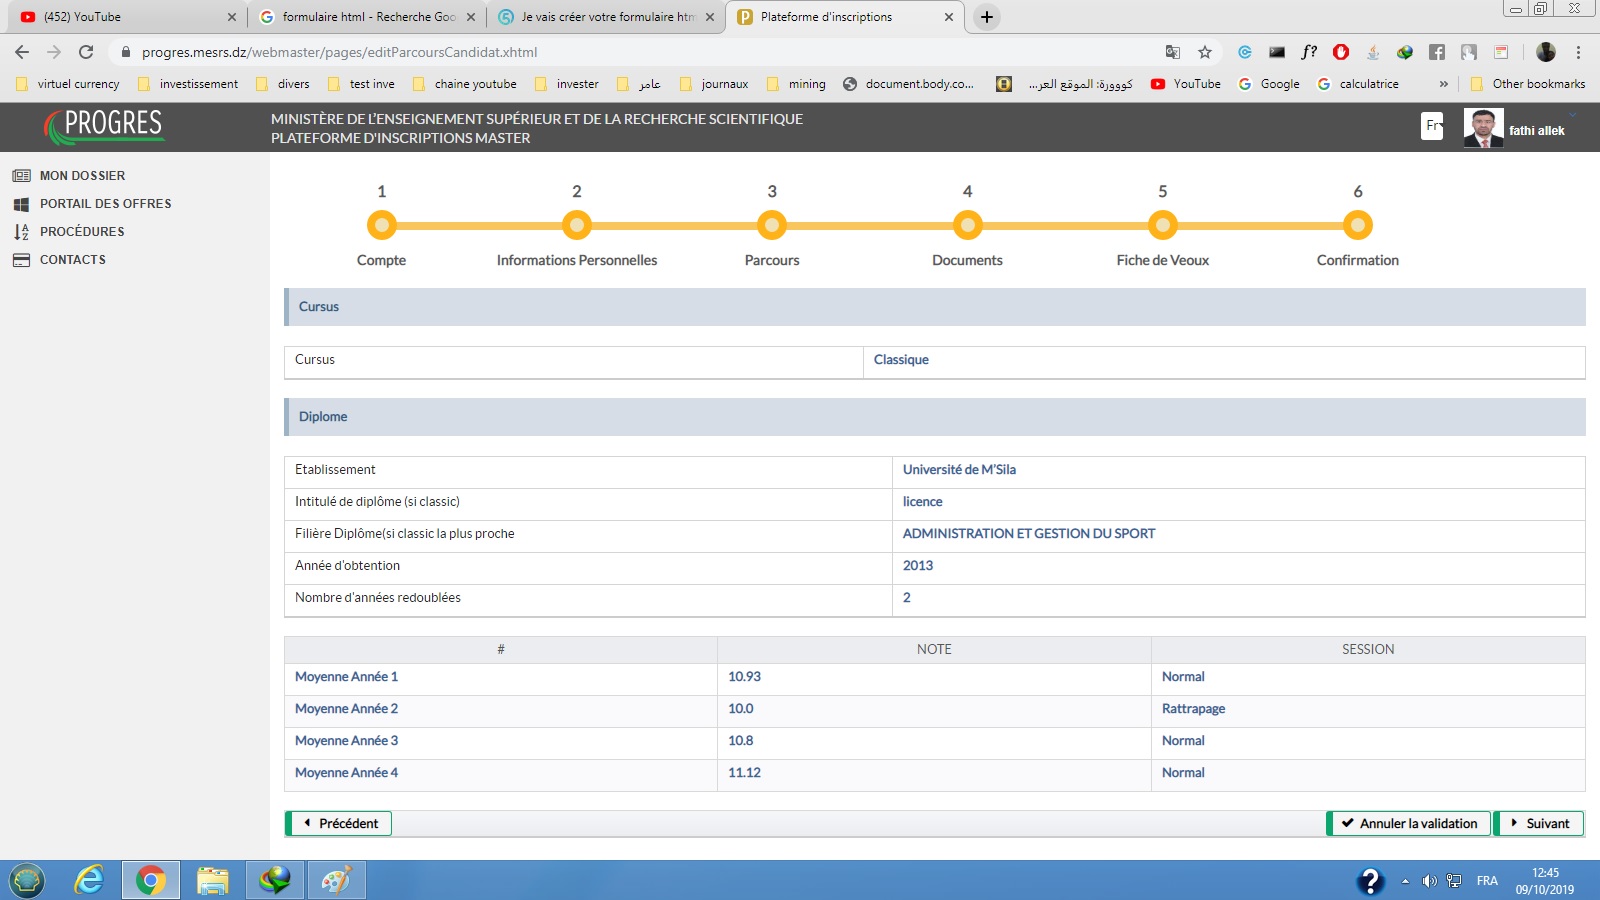 (452) YouTube
formulaire html - Recherche Goo
Je vais créer votre formulaire htm
Plateforme d'inscriptions
progres.mesrs.dz/webmaster/pages/editParcoursCandidat.xhtml
virtuel currency
investissement
divers
test inve
chaine youtube
invester
عامر
journaux
mining
document.body.co...
كووورة: الموقع العر...
YouTube
Google
calculatrice
»
Other bookmarks
PROGRES
MINISTÈRE DE L'ENSEIGNEMENT SUPÉRIEUR ET DE LA RECHERCHE SCIENTIFIQUE
PLATEFORME D'INSCRIPTIONS MASTER
Fr
fathi allek
MON DOSSIER
PORTAIL DES OFFRES
PROCÉDURES
CONTACTS
1 2 3 4 5 6
Compte Informations Personnelles Parcours Documents Fiche de Veoux Confirmation
Cursus
Cursus Classique
Diplome
Etablissement Université de M'Sila
Intitulé de diplôme (si classic) licence
Filière Diplôme(si classic la plus proche ADMINISTRATION ET GESTION DU SPORT
Année d'obtention 2013
Nombre d'années redoublées 2
# NOTE SESSION
Moyenne Année 1 10.93 Normal
Moyenne Année 2 10.0 Rattrapage
Moyenne Année 3 10.8 Normal
Moyenne Année 4 11.12 Normal
Précédent Annuler la validation Suivant
FRA
12:45
09/10/2019